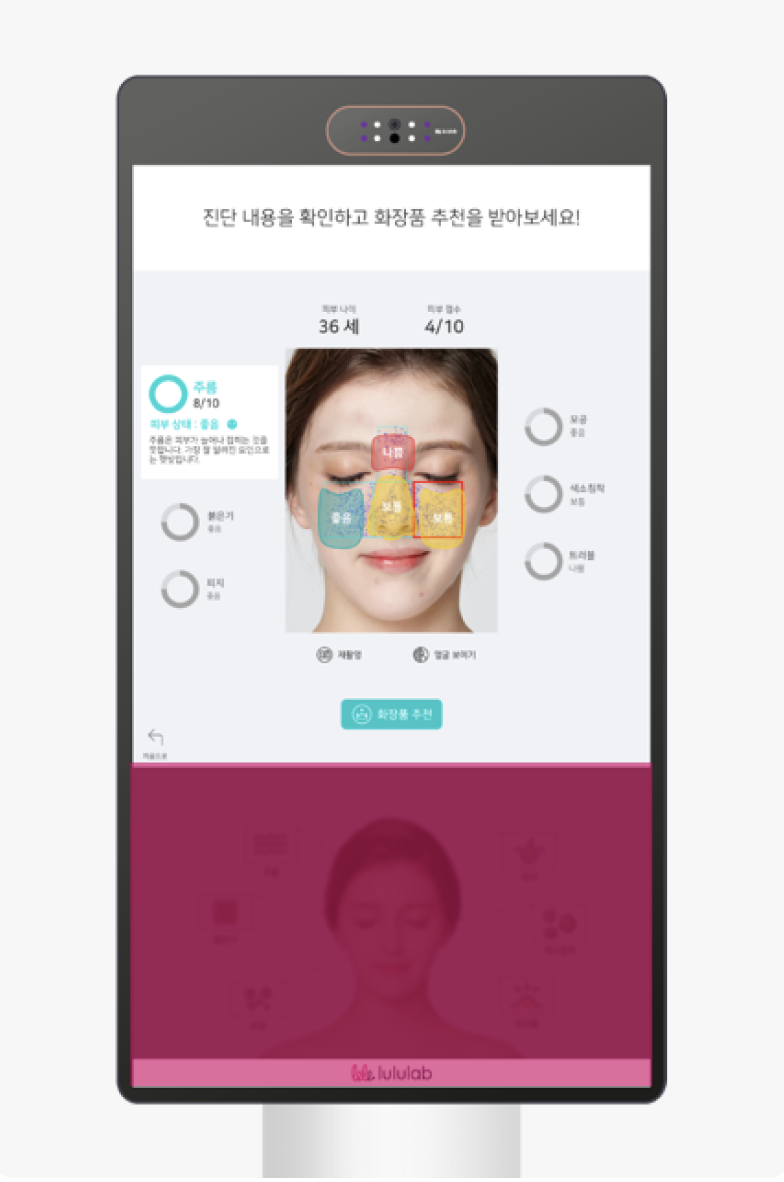 진단 내용을 확인하고 화장품 추천을 받아보세요!
피부 나이
36 세
피부 점수
4/10
주름
8/10
피부 상태 : 좋음
주름은 피부가 늘어나 접히는 것을
뜻합니다. 가장 잘 알려진 요인으로
는 햇빛입니다.
붉은기
좋음
피지
좋음
나쁨
좋음
보통
보통
모공
좋음
색소침착
보통
트러블
나쁨
재촬영
얼굴 보이기
화장품 추천
처음으로
lululab